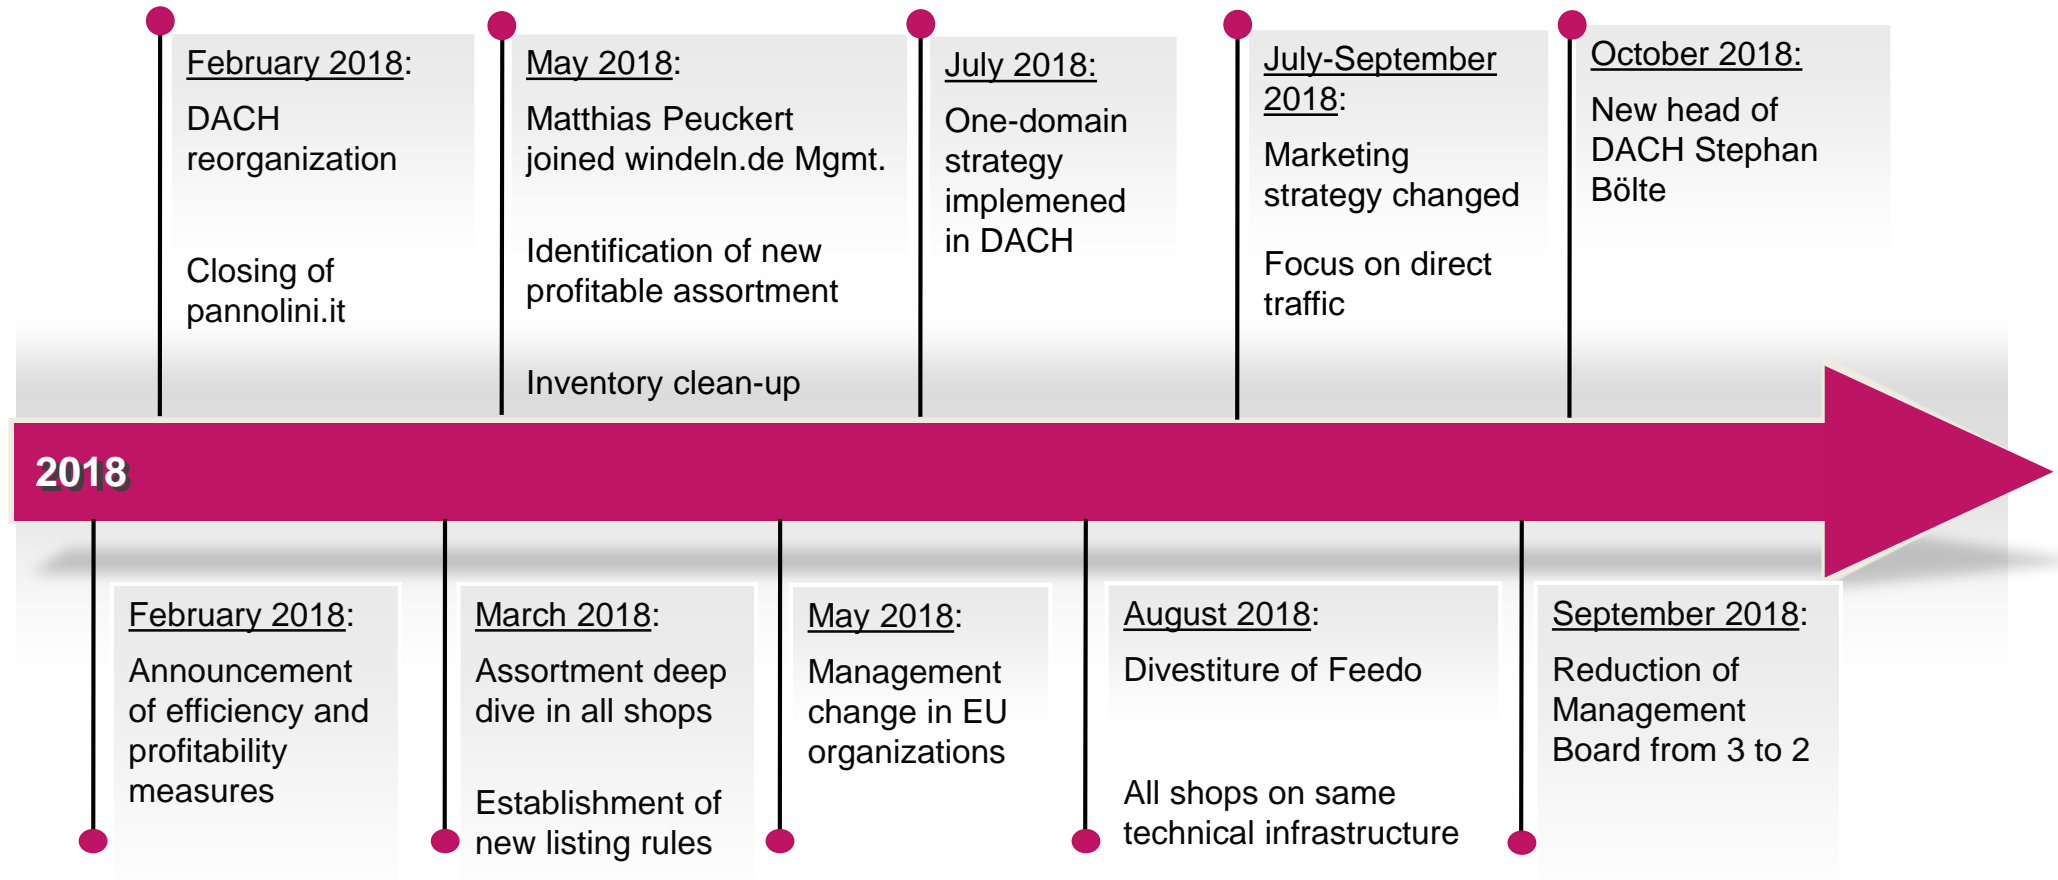 February 2018:
DACH
reorganization
Closing of
pannolini.it
May 2018:
Matthias Peuckert
joined windeln.de Mgmt.
Identification of new
profitable assortment
Inventory clean-up
July 2018:
One-domain
strategy
implemened
in DACH
July-September
2018:
Marketing
strategy changed
Focus on direct
traffic
October 2018:
New head of
DACH Stephan
Bölte
2018
February 2018:
Announcement
of efficiency and
profitability
measures
March 2018:
Assortment deep
dive in all shops
Establishment of
new listing rules
May 2018:
Management
change in EU
organizations
August 2018:
Divestiture of Feedo
All shops on same
technical infrastructure
September 2018:
Reduction of
Management
Board from 3 to 2